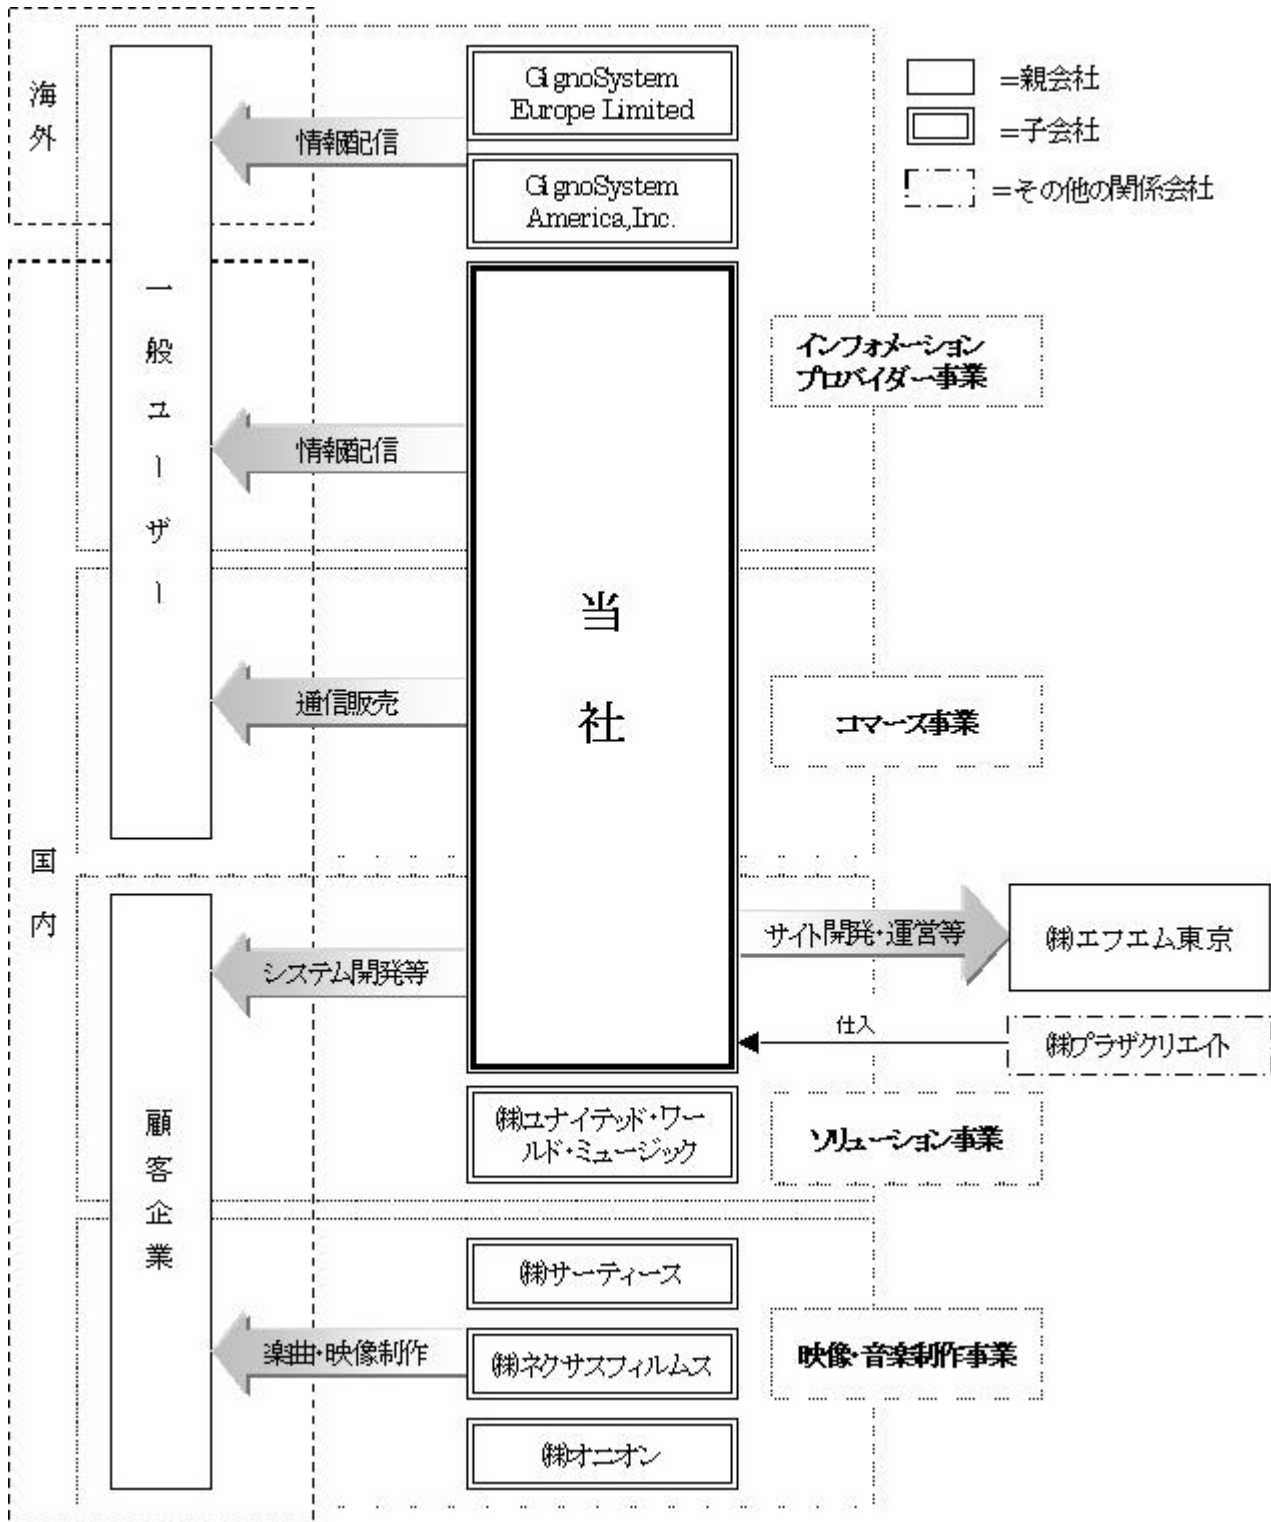 海外
GignoSystem
Europe Limited
=親会社
=子会社
=その他の関係会社
情報配信
GignoSystem
America,Inc.
一般ユーザー
インフォメーション
プロバイダー事業
情報配信
当社
通信販売
コマース事業
国内
サイト開発・運営等
㈱エフエム東京
システム開発等
仕入
㈱プラザクリエイト
顧客企業
㈱ユナイテッド・ワー
ルド・ミュージック
ソリューション事業
㈱サーティース
楽曲・映像制作
㈱ネクサスフィルムス
映像・音楽制作事業
㈱オニオン